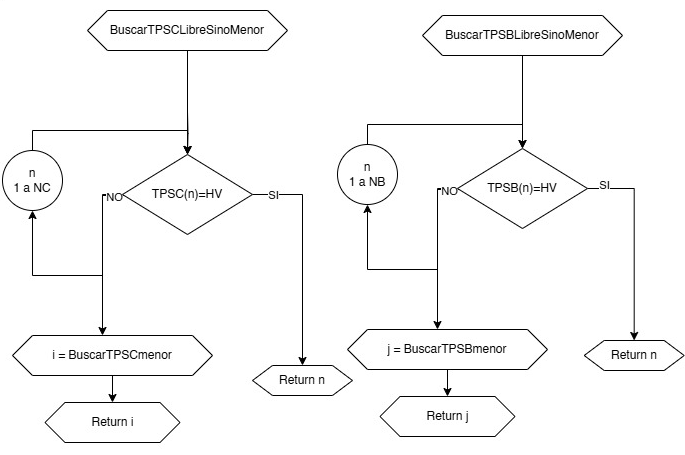 BuscarTPSCLibreSinoMenor
n
1 a NC
TPSC(n)=HV
NO
SI
i = BuscarTPSCmenor
Return n
Return i
BuscarTPSBLibreSinoMenor
n
1 a NB
TPSB(n)=HV
NO
SI
j = BuscarTPSBmenor
Return n
Return j